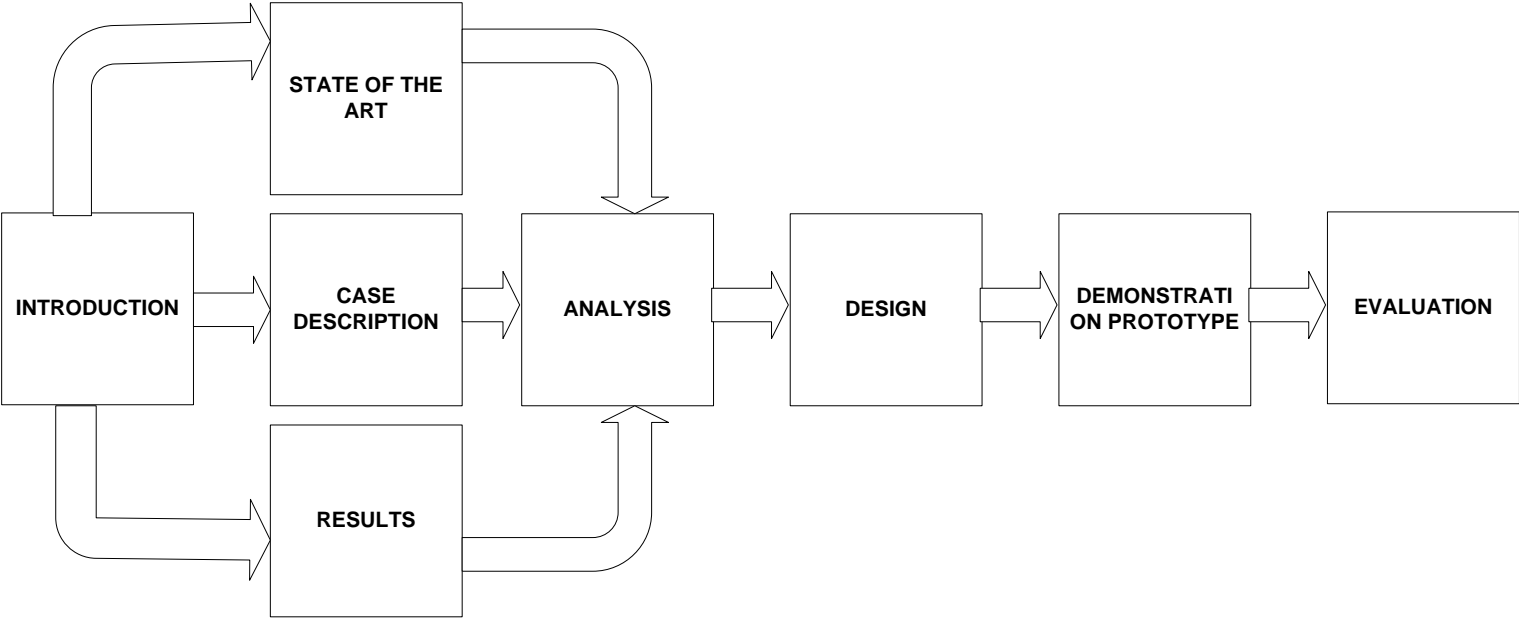 STATE OF THE
ART
INTRODUCTION
CASE
DESCRIPTION
ANALYSIS
DESIGN
DEMONSTRATI
ON PROTOTYPE
EVALUATION
RESULTS